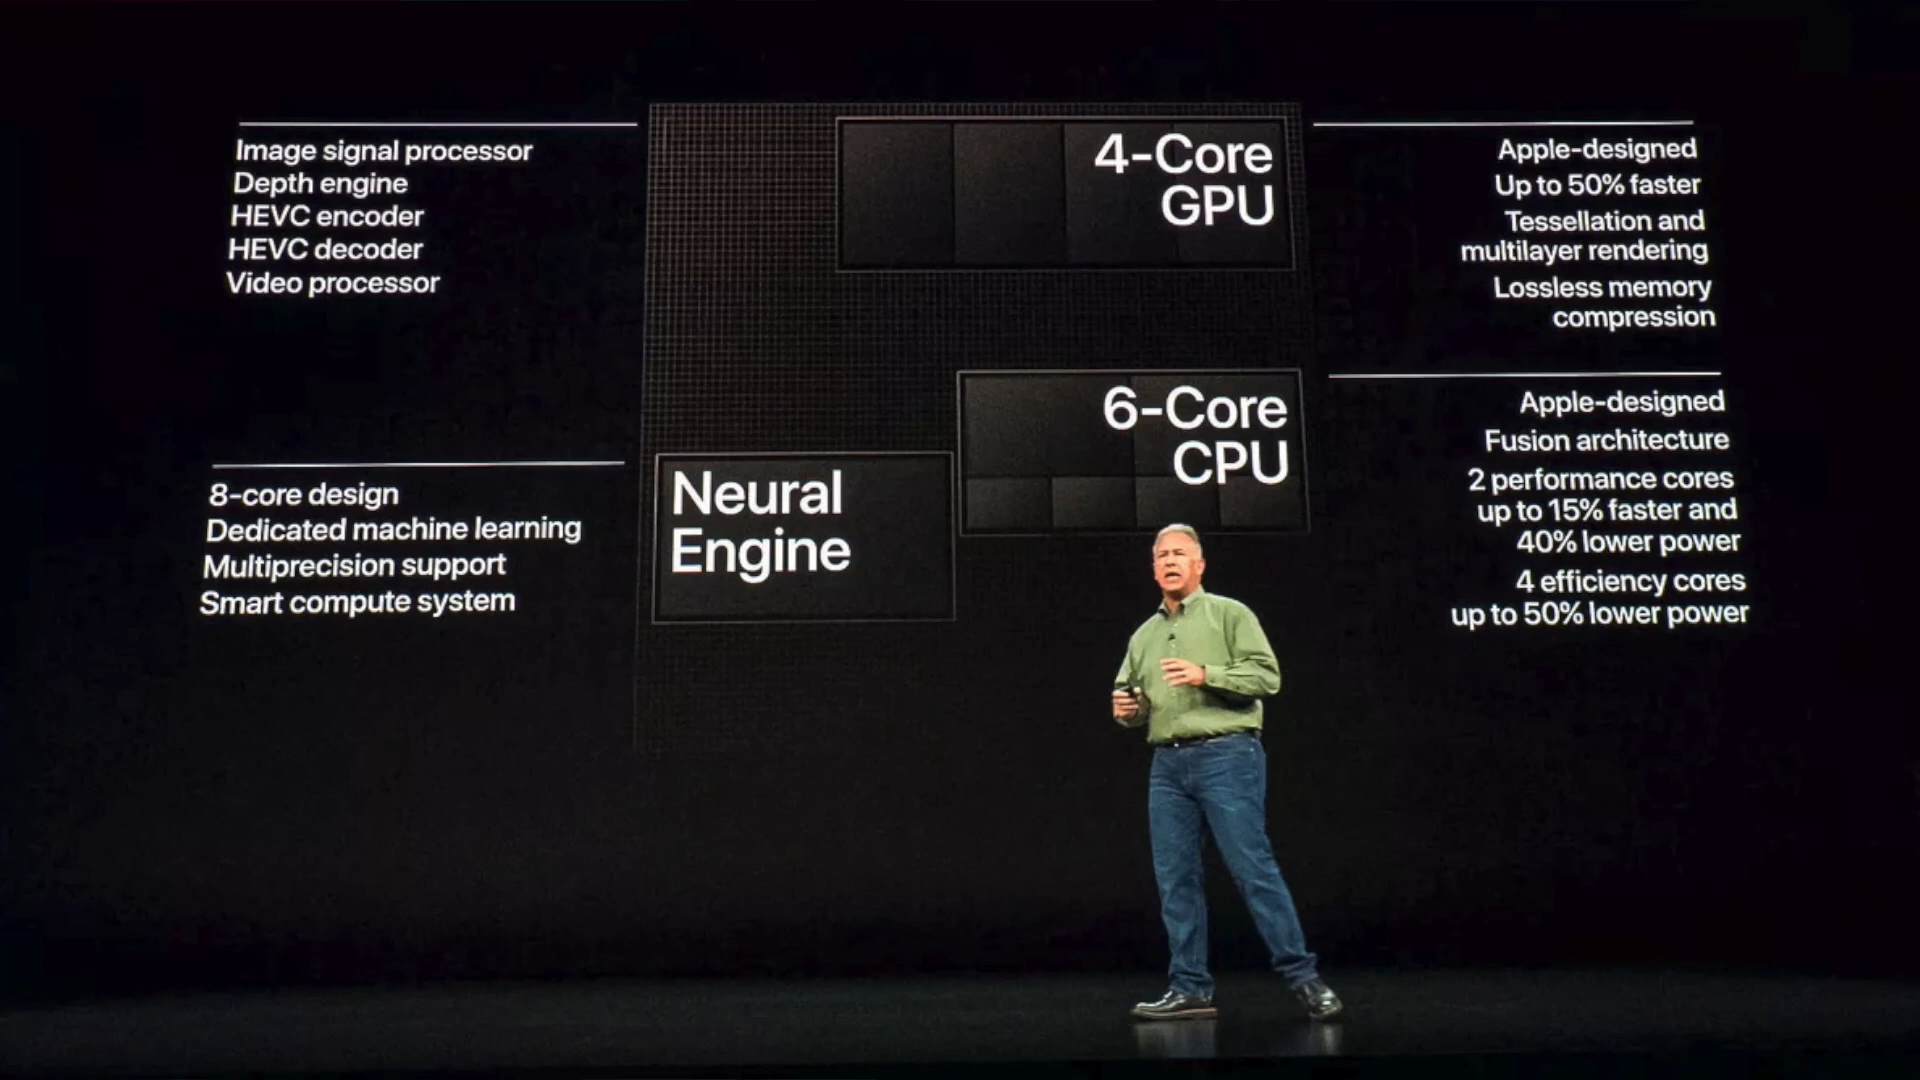 Image signal processor
Depth engine
HEVC encoder
HEVC decoder
Video processor
8-core design
Dedicated machine learning
Multiprecision support
Smart compute system
4-Core
GPU
6-Core
CPU
Neural
Engine
Apple-designed
Up to 50% faster
Tessellation and
multilayer rendering
Lossless memory
compression
Apple-designed
Fusion architecture
2 performance cores
up to 15% faster and
40% lower power
4 efficiency cores
up to 50% lower power